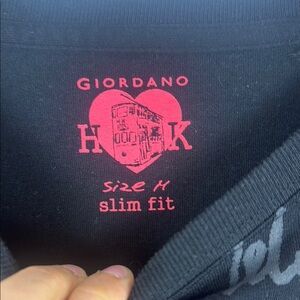 GIORDANO
H K
Size M
slim fit